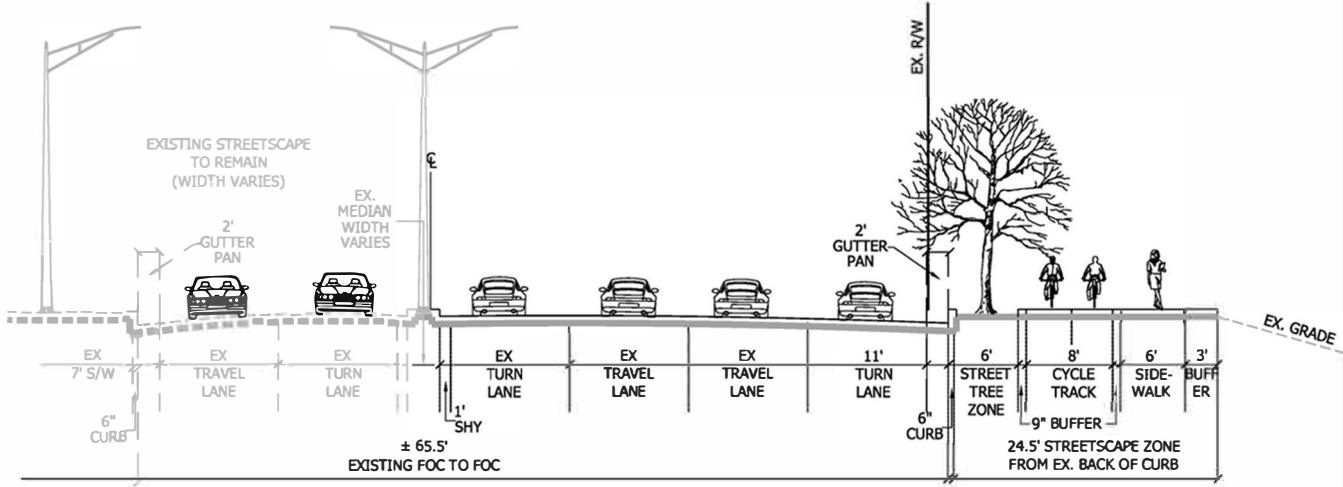 EX. R/W
EXISTING STREETSCAPE
TO REMAIN
(WIDTH VARIES)
℄
EX.
MEDIAN
WIDTH
VARIES
2'
GUTTER
PAN
2'
GUTTER
PAN
EX. GRADE
EX
7' S/W
EX
TRAVEL
LANE
EX
TURN
LANE
EX
TURN
LANE
EX
TRAVEL
LANE
EX
TRAVEL
LANE
11'
TURN
LANE
6'
STREET
TREE
ZONE
8'
CYCLE
TRACK
6'
SIDE-
WALK
3'
BUFF
ER
6"
CURB
1'
SHY
6"
CURB
9" BUFFER
± 65.5'
EXISTING FOC TO FOC
24.5' STREETSCAPE ZONE
FROM EX. BACK OF CURB